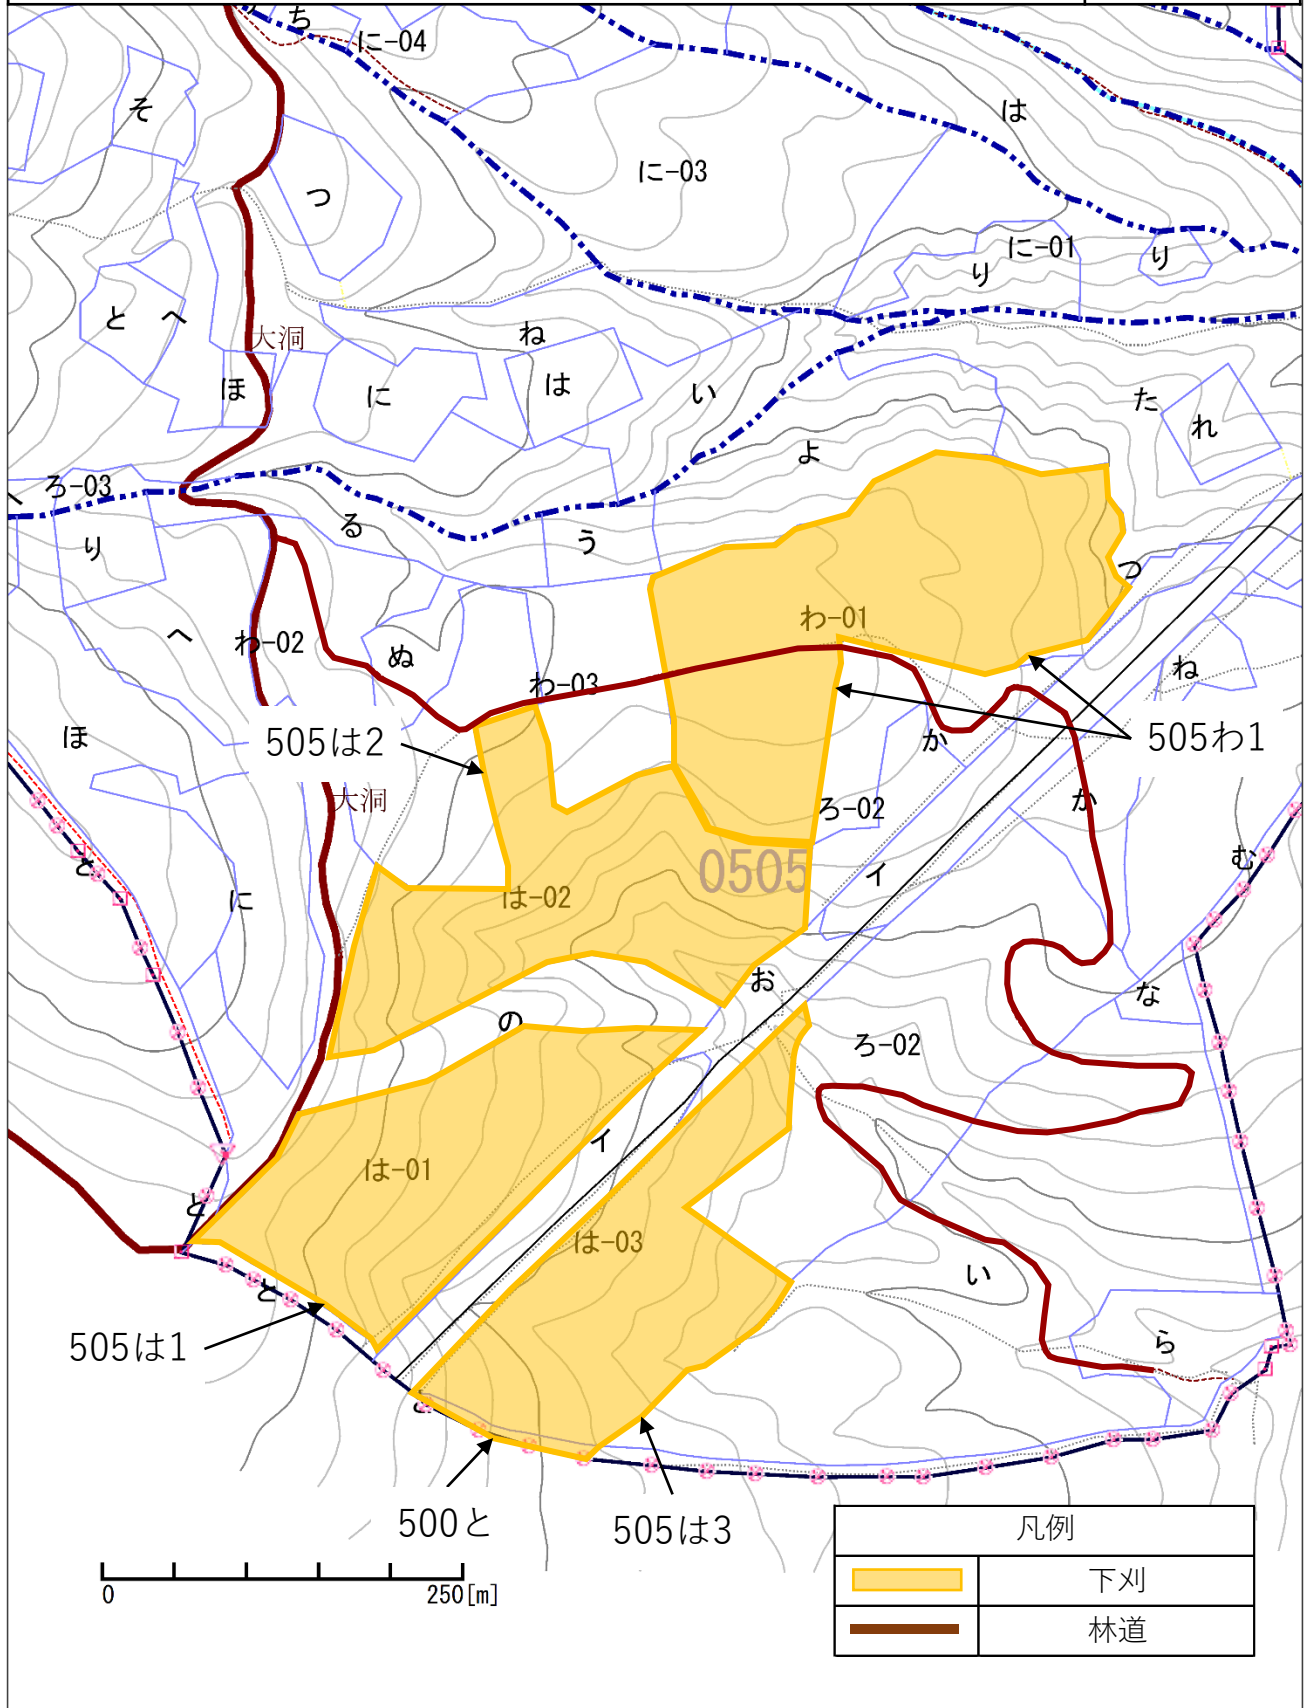 ち
に-04
そ
は
に-03
つ
に-01
り
り
と
へ
大洞
ね
ほ
に
は
い
た
れ
よ
ろ-03
へ
る
う
り
つ
わ-01
へ
わ-02
ぬ
ね
わ-03
ほ
505は2
か
505わ1
大洞
ろ-02
か
と
0505
イ
む
に
は-02
お
な
の
ろ-02
イ
は-01
と
は-03
と
い
505は1
ら
と
500と
505は3
凡例
下刈
林道
0
250[m]